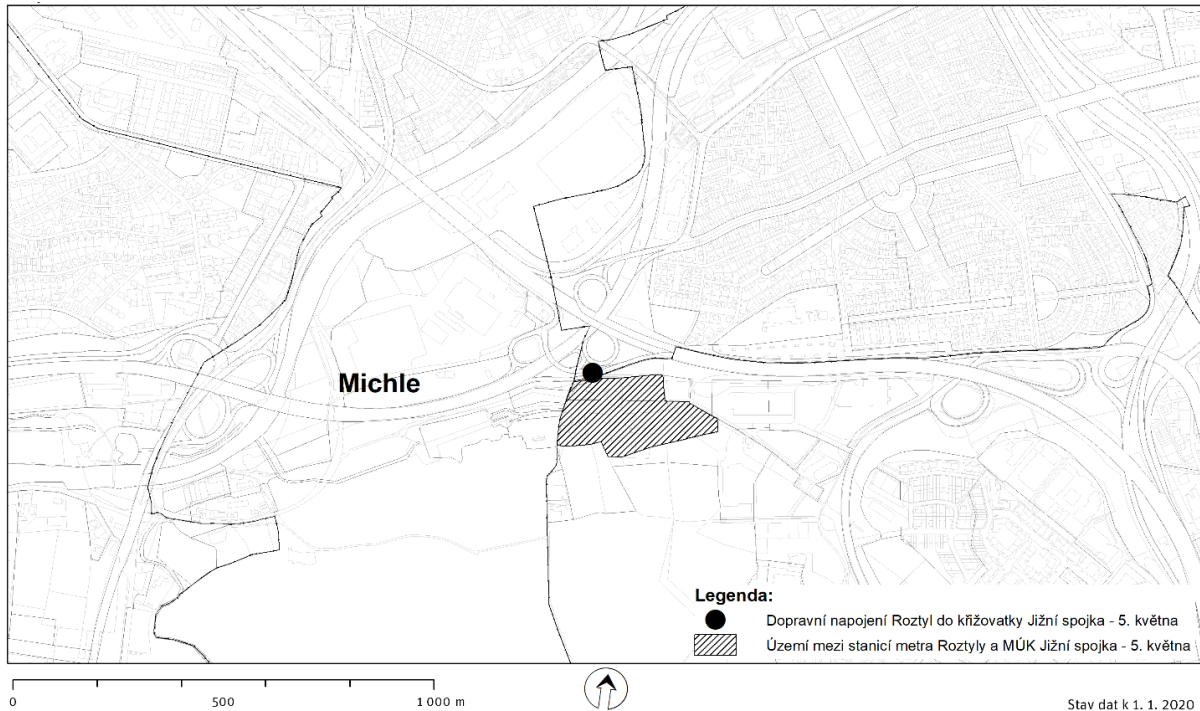 Michle
Legenda:
Dopravní napojení Roztyl do křižovatky Jižní spojka - 5. května
Území mezi stanicí metra Roztyly a MÚK Jižní spojka - 5. května
0 500 1 000 m
Stav dat k 1. 1. 2020